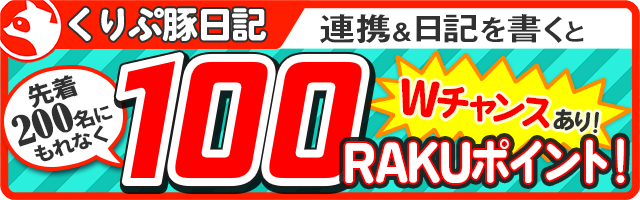 くりぷ豚日記
連携&日記を書くと
先着
200名に
もれなく
100
Wチャンスあり!
RAKUポイント!